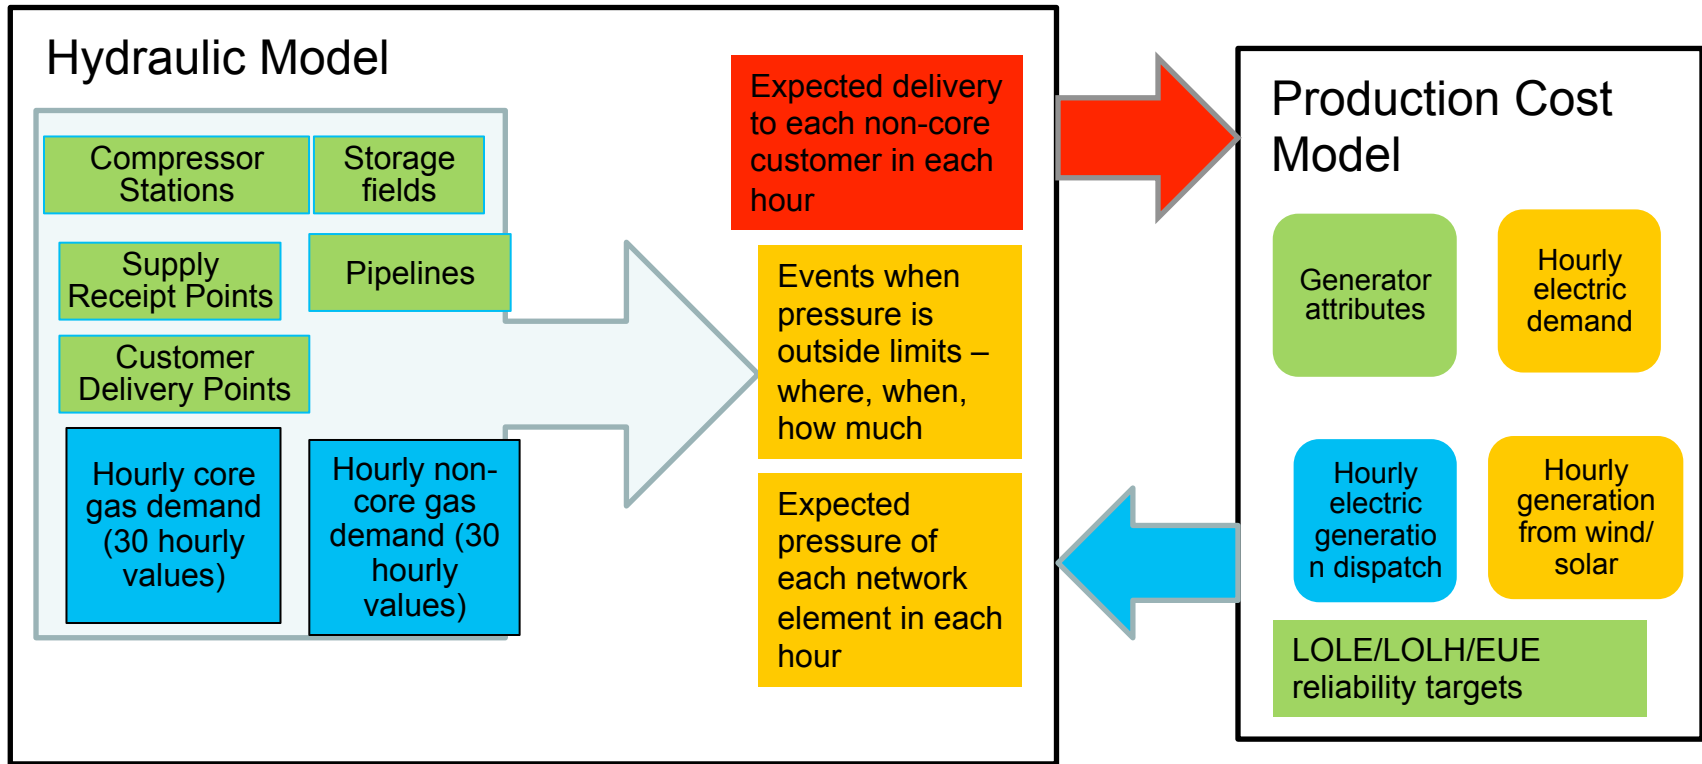 Hydraulic Model
Compressor
Stations
Storage
fields
Supply
Receipt Points
Pipelines
Customer
Delivery Points
Hourly core
gas demand
(30 hourly
values)
Hourly non-
core gas
demand (30
hourly
values)
Expected delivery
to each non-core
customer in each
hour
Events when
pressure is
outside limits –
where, when,
how much
Expected
pressure of
each network
element in each
hour
Production Cost
Model
Generator
attributes
Hourly
electric
demand
Hourly
electric
generatio
n dispatch
Hourly
generation
from wind/
solar
LOLE/LOLH/EUE
reliability targets